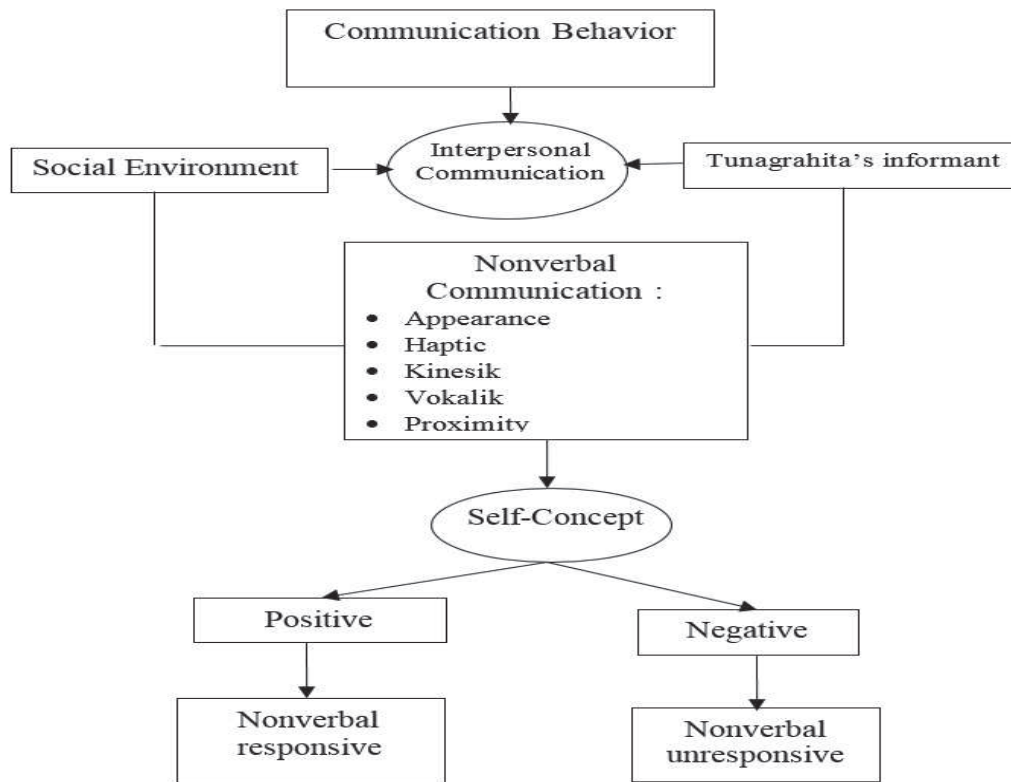 Communication Behavior
Interpersonal
Communication
Social Environment
Tunagrahita's informant
Nonverbal
Communication :
• Appearance
• Haptic
• Kinesik
• Vokalik
• Proximity
Self-Concept
Positive
Negative
Nonverbal
responsive
Nonverbal
unresponsive